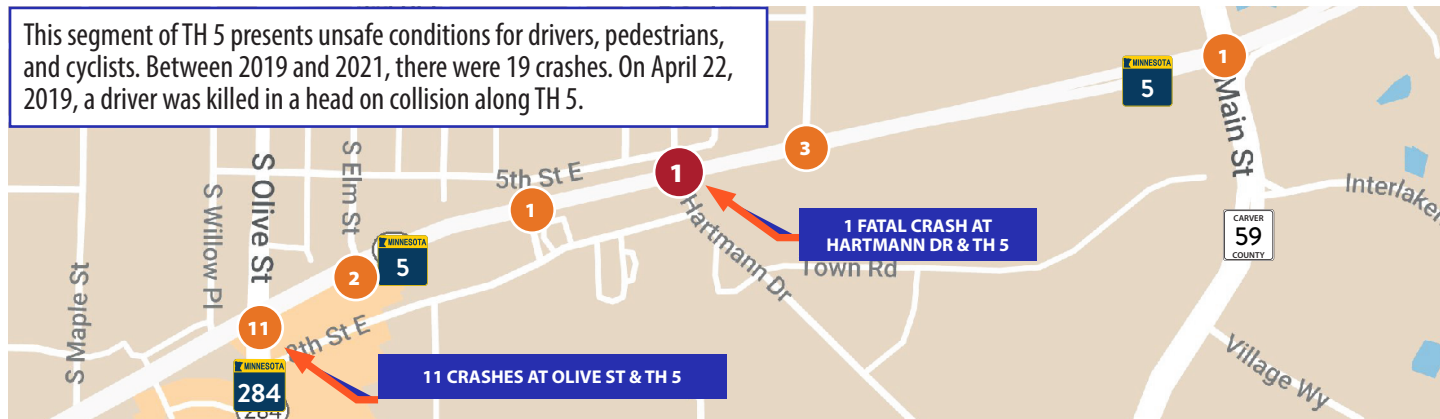 This segment of TH 5 presents unsafe conditions for drivers, pedestrians,
and cyclists. Between 2019 and 2021, there were 19 crashes. On April 22,
2019, a driver was killed in a head on collision along TH 5.
1
MINNESOTA
5
Main St
3
S Olive St
S Elm St
5th St E
1
S Willow Pl
1
Hartmann Dr
Interlaken
1 FATAL CRASH AT
HARTMANN DR & TH 5
CARVER
59
COUNTY
MINNESOTA
5
Town Rd
2
S Maple St
11
8th St E
11 CRASHES AT OLIVE ST & TH 5
MINNESOTA
284
284
Village Wy